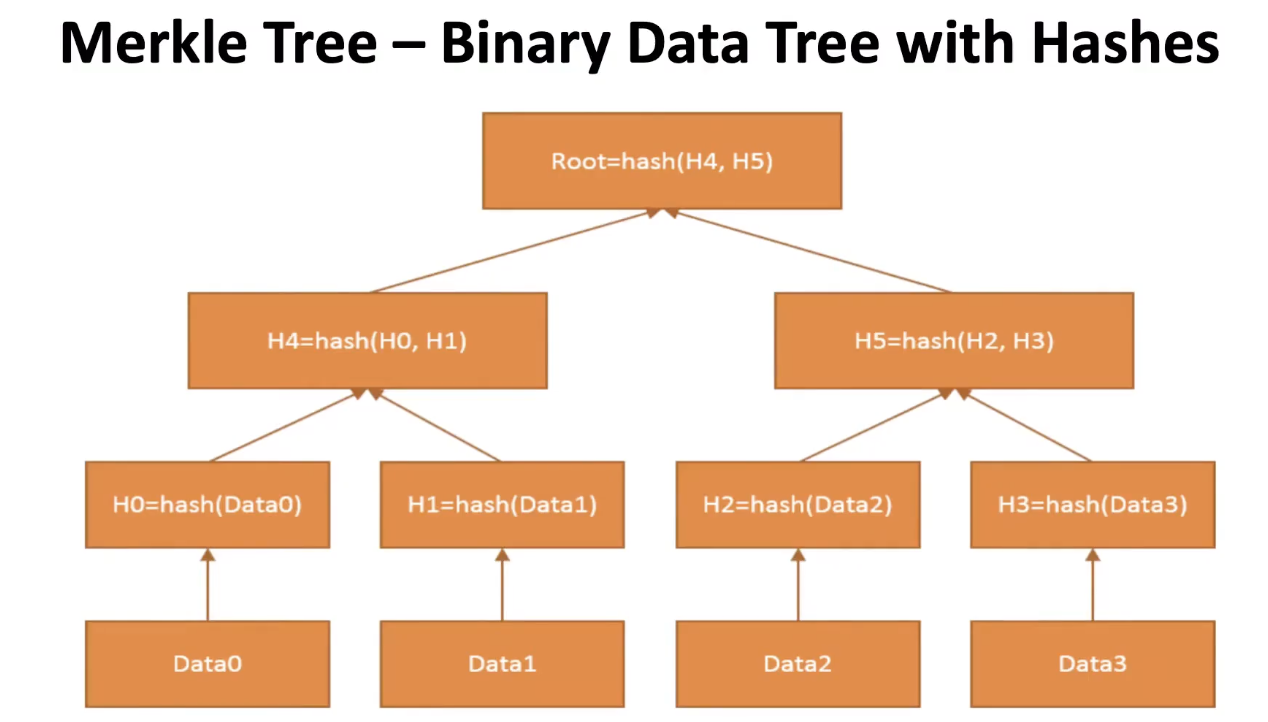 Merkle Tree – Binary Data Tree with Hashes
Root=hash(H4, H5)
H4=hash(H0, H1)
H5=hash(H2, H3)
H0=hash(Data0)
H1=hash(Data1)
H2=hash(Data2)
H3=hash(Data3)
Data0
Data1
Data2
Data3